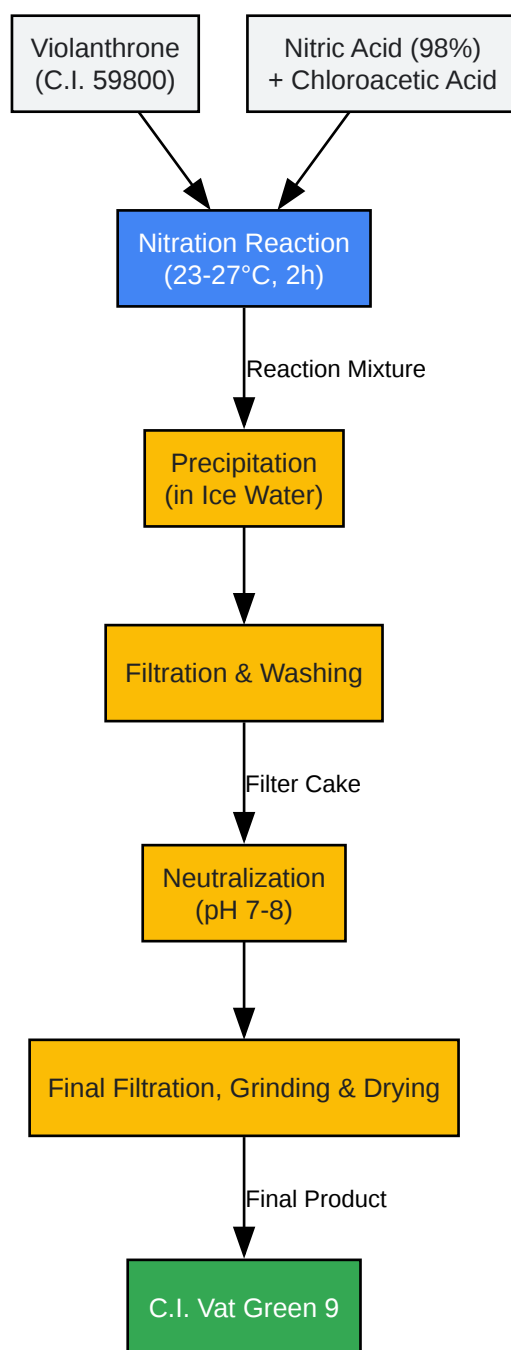 Violanthrone
(C.I. 59800)
Nitric Acid (98%)
+ Chloroacetic Acid
Nitration Reaction
(23-27°C, 2h)
Reaction Mixture
Precipitation
(in Ice Water)
Filtration & Washing
Filter Cake
Neutralization
(pH 7-8)
Final Filtration, Grinding & Drying
Final Product
C.I. Vat Green 9